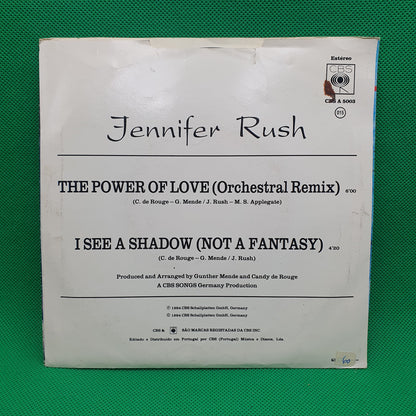 Estéreo
CBS
CBS A 5003
Jennifer Rush
THE POWER OF LOVE (Orchestral Remix) 6'00
(C. de Rouge – G. Mende / J. Rush – M. S. Applegate)
I SEE A SHADOW (NOT A FANTASY) 4'20
(C. de Rouge – G. Mende / J. Rush)
Produced and Arranged by Gunther Mende and Candy de Rouge
A CBS SONGS Germany Production
℗ 1984 CBS Schallplatten GmbH, Germany
© 1984 CBS Schallplatten GmbH, Germany
CBS & SÃO MARCAS REGISTADAS DA CBS INC.
Editado e Distribuído em Portugal por CBS (Portugal) Música e Discos, Lda.